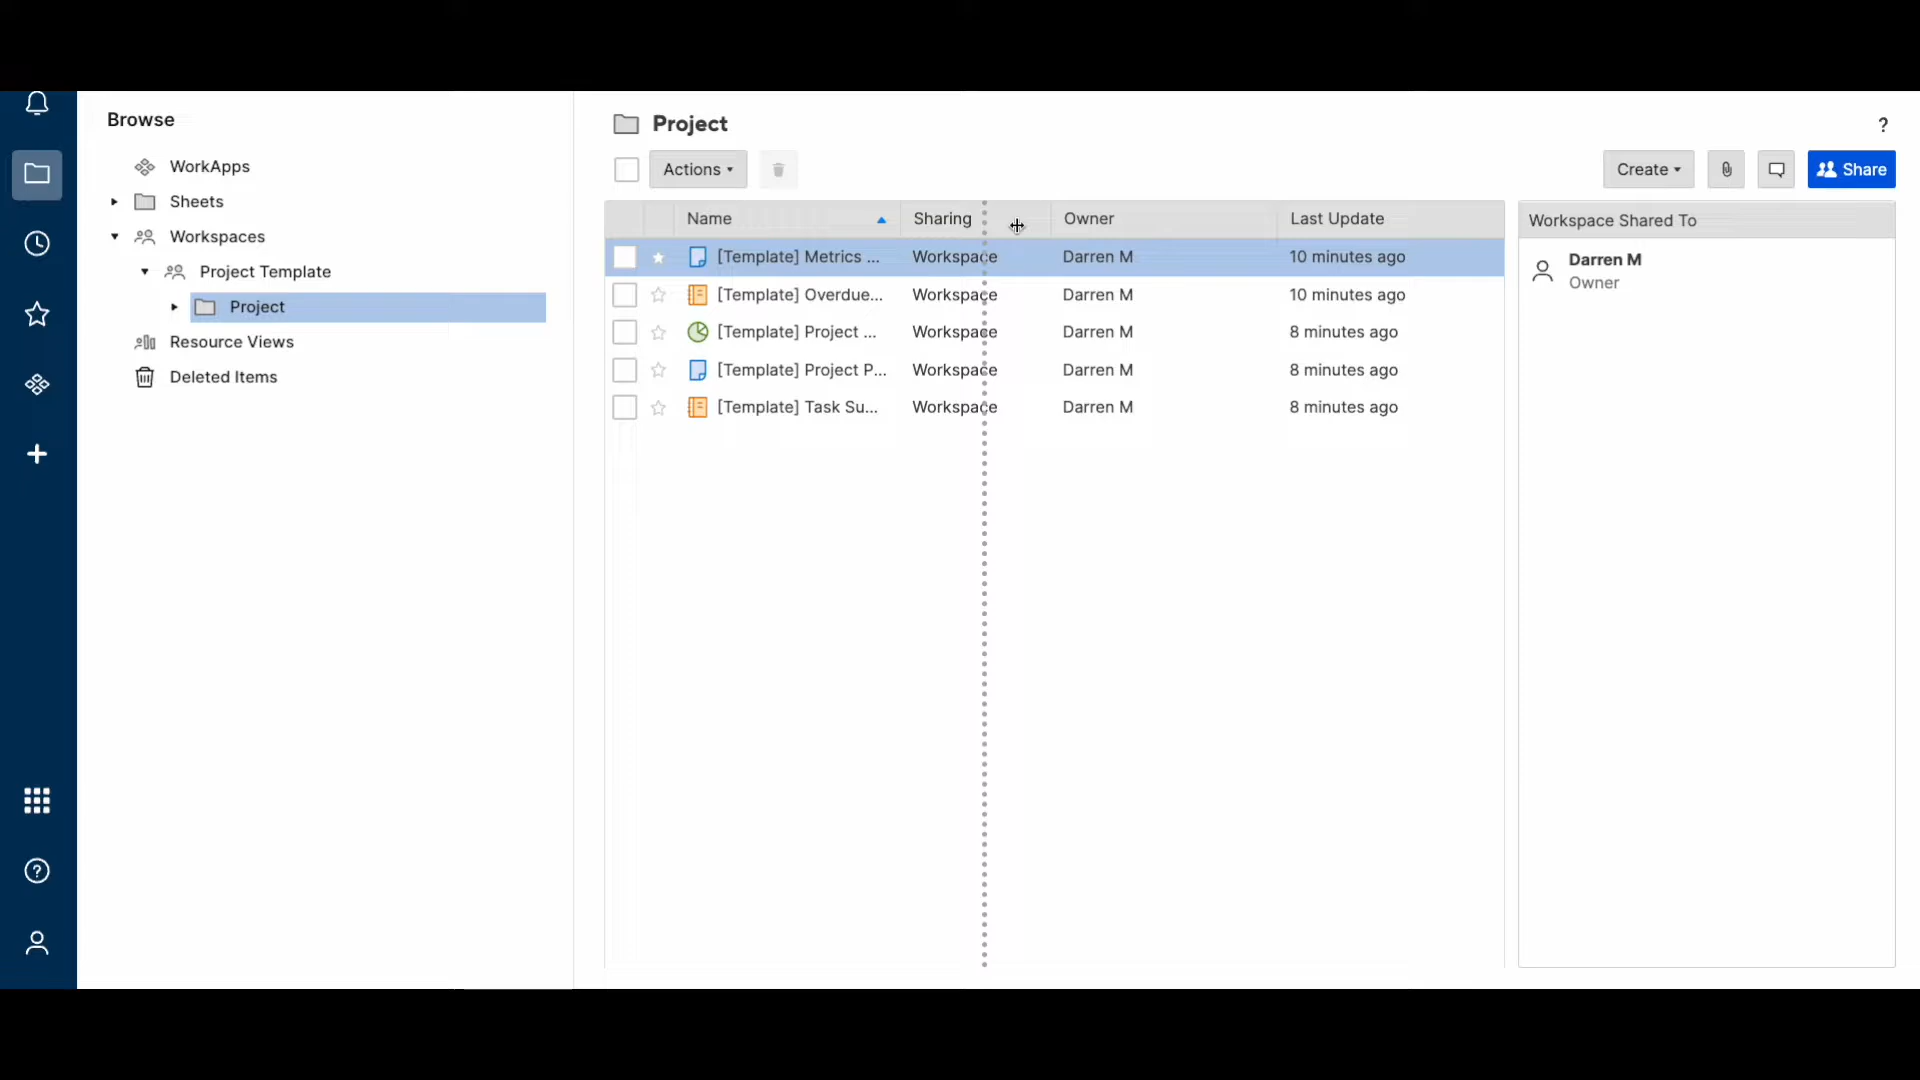 Browse
WorkApps
Sheets
Workspaces
Project Template
Project
Resource Views
Deleted Items
Project
?
Actions
Create
Share
Name Sharing Owner Last Update
[Template] Metrics ... Workspace Darren M 10 minutes ago
[Template] Overdue... Workspace Darren M 10 minutes ago
[Template] Project ... Workspace Darren M 8 minutes ago
[Template] Project P... Workspace Darren M 8 minutes ago
[Template] Task Su... Workspace Darren M 8 minutes ago
Workspace Shared To
Darren M
Owner